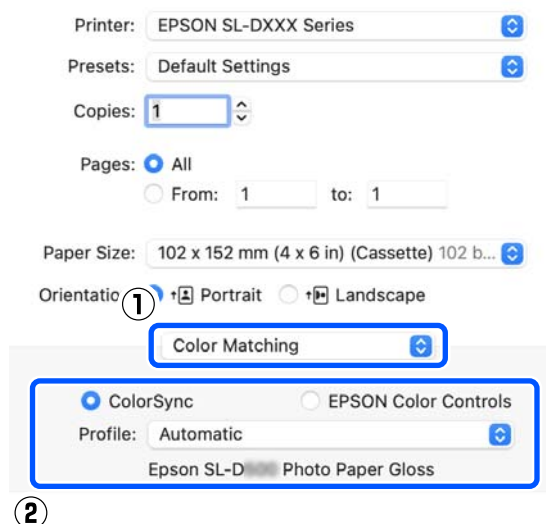 Printer: EPSON SL-DXXX Series
Presets: Default Settings
Copies: 1
Pages: All
From: 1 to: 1
Paper Size: 102 x 152 mm (4 x 6 in) (Cassette) 102 b...
Orientatio Portrait Landscape
①
Color Matching
ColorSync EPSON Color Controls
Profile: Automatic
Epson SL-D Photo Paper Gloss
②